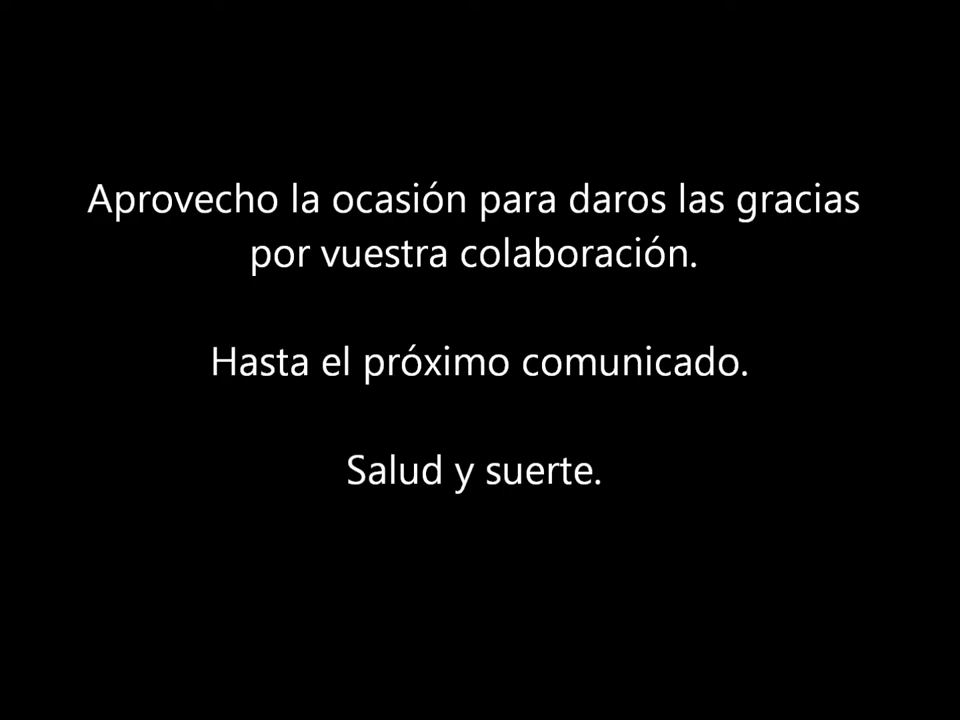 Aprovecho la ocasión para daros las gracias
por vuestra colaboración.
Hasta el próximo comunicado.
Salud y suerte.